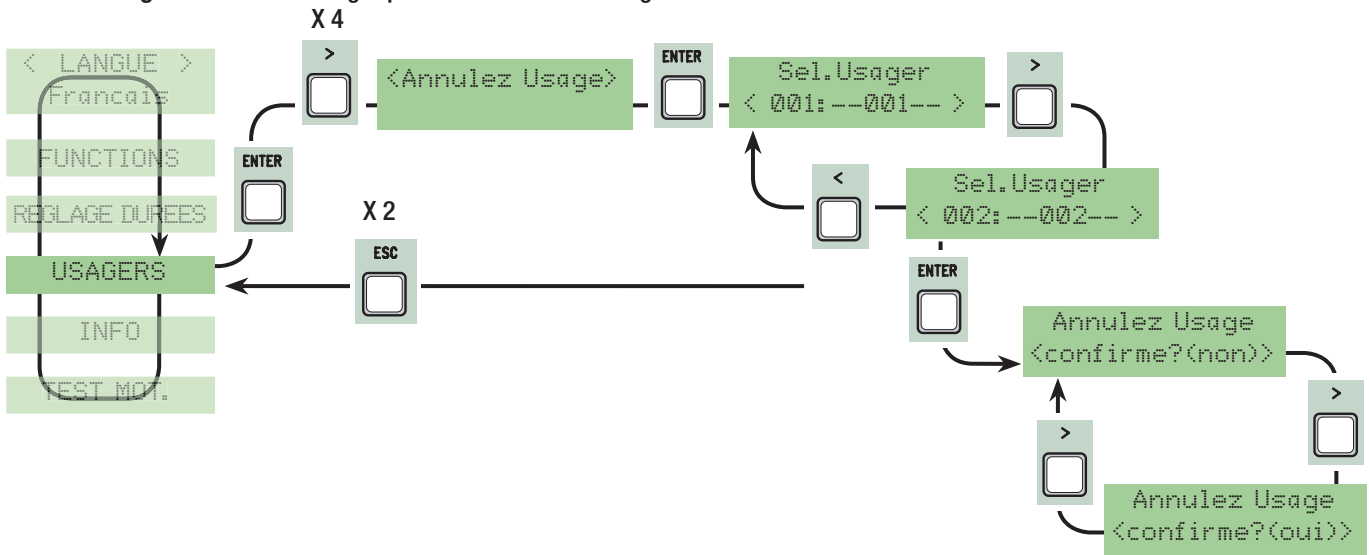 X 4
< LANGUE >
Francais
FUNCTIONS
REGLAGE DUREES
USAGERS
INFO
TEST MOT.
ENTER
>
<Annulez Usage>
ENTER
Sel.Usager
< 001:--001-- >
>
<
Sel.Usager
< 002:--002-- >
X 2
ESC
ENTER
Annulez Usage
<confirme?(non)>
>
>
Annulez Usage
<confirme?(oui)>